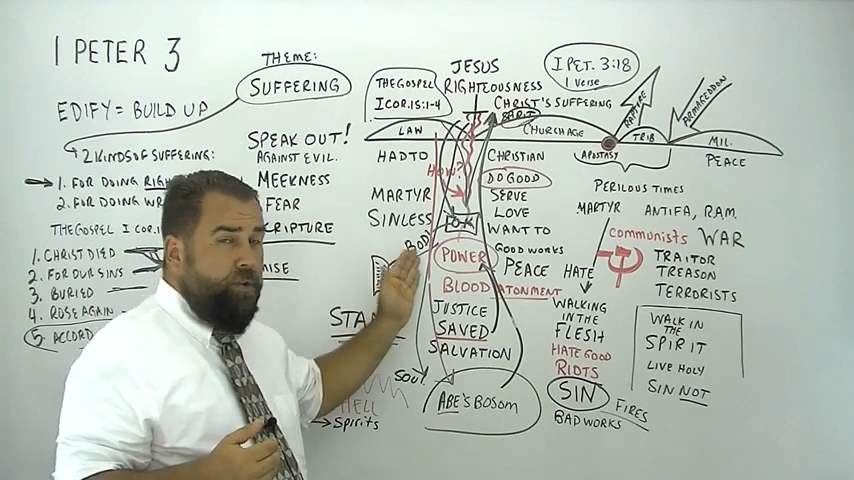 1 PETER 3
THEME:
SUFFERING
EDIFY = BUILD UP
2 KINDS OF SUFFERING:
1. FOR DOING
2. FOR DOING
THE GOSPEL I COR.
1. CHRIST DIED
2. FOR OUR SINS
3. BURIED
4. ROSE AGAIN
5. ACCORD
SPEAK OUT!
AGAINST EVIL.
MEEKNESS
FEAR
HELL
→ Spirits
THE GOSPEL
I COR. 15:1-4
JESUS
RIGHTEOUSNESS
CHRIST'S SUFFERING
I PET. 3:18
1 VERSE
LAW
CHURCH AGE
RAPTURE
ARMAGEDDON
TRIB
MIL.
PEACE
APOSTASY
HAD TO
MARTYR
SINLESS
BODY
HOW?
POWER
BLOOD ATONMENT
JUSTICE
SAVED
SALVATION
SOUL
ABE'S BOSOM
CHRISTIAN
DO GOOD
SERVE
LOVE
WANT TO
GOOD WORKS
PEACE
PERILOUS TIMES
MARTYR
ANTIFA, RAM.
COMMUNISTS
WAR
TRAITOR
TREASON
TERRORISTS
HATE
WALKING
IN THE
FLESH
HATE GOOD
RIOTS
SIN
FIRES
BAD WORKS
WALK IN
THE
SPIRIT
LIVE HOLY
SIN NOT